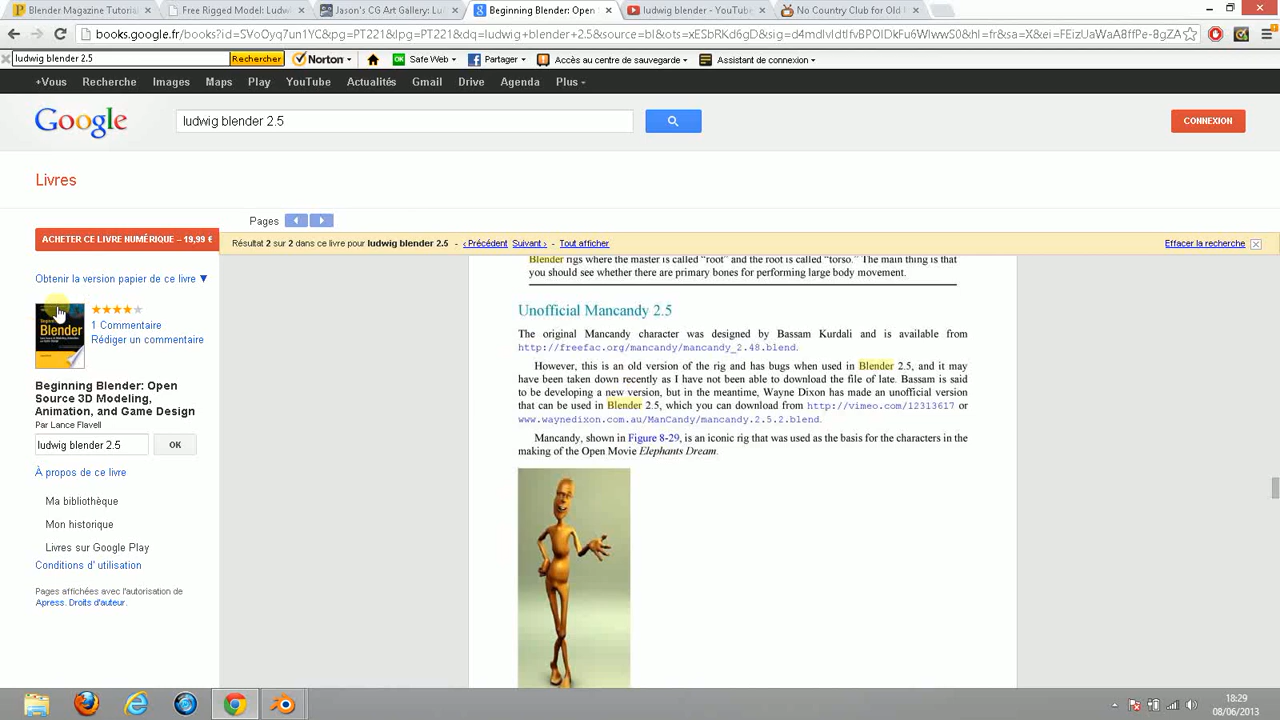 Blender Magazine Tutoria
Free Rigged Model: Ludwi
Jason's CG Art Gallery: Lu
Beginning Blender: Open
ludwig blender - YouTube
No Country Club for Old
books.google.fr/books?id=SVoOyq7un1YC&pg=PT221&lpg=PT221&dq=ludwig+blender+2.5&source=bl&ots=
ludwig blender 2.5
Rechercher
Norton
OK
Safe Web
Partager
Accès au centre de sauvegarde
Assistant de connexion
+Vous
Recherche
Images
Maps
Play
YouTube
Actualités
Gmail
Drive
Agenda
Plus
Google
ludwig blender 2.5
CONNEXION
Livres
Pages
ACHETER CE LIVRE NUMÉRIQUE – 19,99 €
Résultat 2 sur 2 dans ce livre pour ludwig blender 2.5 - ‹ Précédent Suivant › Tout afficher
Effacer la recherche
Obtenir la version papier de ce livre ▼
Beginning
Blender
1 Commentaire
Rédiger un commentaire
Beginning Blender: Open
Source 3D Modeling,
Animation, and Game Design
Par Lance Flavell
ludwig blender 2.5
OK
À propos de ce livre
Ma bibliothèque
Mon historique
Livres sur Google Play
Conditions d' utilisation
Pages affichées avec l'autorisation de
Apress. Droits d'auteur.
Blender rigs where the master is called “root” and the root is called “torso.” The main thing is that
you should see whether there are primary bones for performing large body movement.
Unofficial Mancandy 2.5
The original Mancandy character was designed by Bassam Kurdali and is available from
http://freefac.org/mancandy/mancandy_2.48.blend.
However, this is an old version of the rig and has bugs when used in Blender 2.5, and it may
have been taken down recently as I have not been able to download the file of late. Bassam is said
to be developing a new version, but in the meantime, Wayne Dixon has made an unofficial version
that can be used in Blender 2.5, which you can download from http://vimeo.com/12313617 or
www.waynedixon.com.au/ManCandy/mancandy.2.5.2.blend.
Mancandy, shown in Figure 8-29, is an iconic rig that was used as the basis for the characters in the
making of the Open Movie Elephants Dream.
18:29
08/06/2013